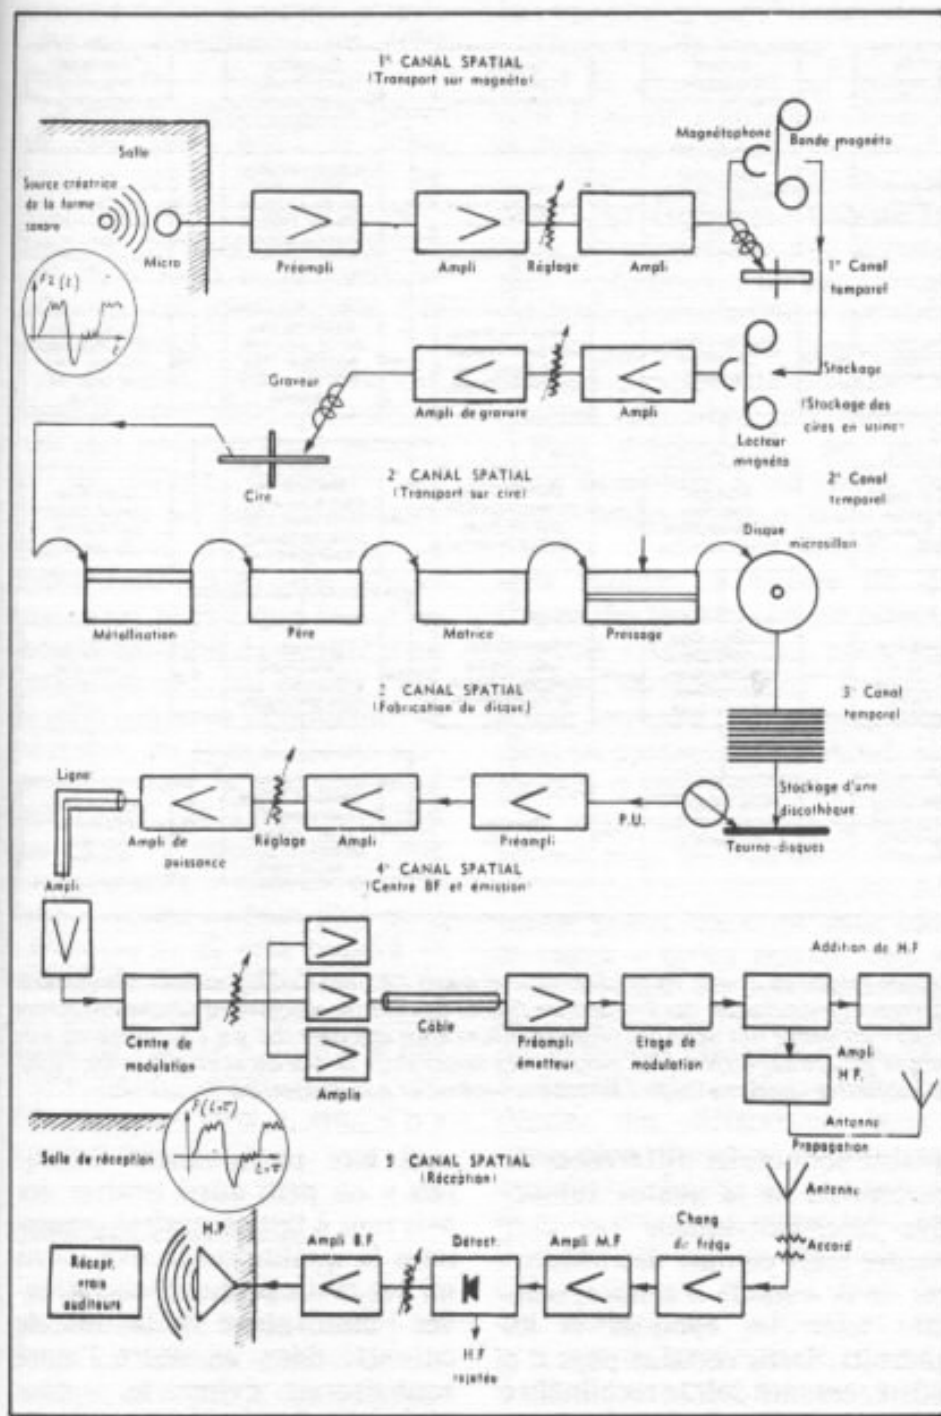 1er CANAL SPATIAL
(Transport sur magnéto)
Salle
Source créatrice
de la forme
sonore
Micro
Préampli
Ampli
Réglage
Ampli
Magnétophone
Bande magnéto
1er Canal
temporel
Graveur
Ampli de gravure
Ampli
Lecteur
magnéto
Stockage
(Stockage des
cires en usine)
Cire
2e CANAL SPATIAL
(Transport sur cire)
2e Canal
temporel
Disque
microsillon
Métallisation
Père
Matrice
Pressage
CANAL SPATIAL
(Fabrication du disque)
3e Canal
temporel
Ligne
Ampli de
puissance
Réglage
Ampli
Préampli
P.U.
Stockage d'une
discothèque
Tourne-disques
4e CANAL SPATIAL
(Centre BF et émission)
Ampli
Addition de H.F
Centre de
modulation
Amplis
Câble
Préampli
émetteur
Etage de
modulation
Ampli
Antenne
Propagation
F(t-τ)
t-τ
Salle de réception
5 CANAL SPATIAL
(Réception)
Antenne
Accord
Récept.
vrais
auditeurs
H.P.
Ampli B.F
Détect.
Ampli M.F
Chang
de fréqu
H.F
rejetée